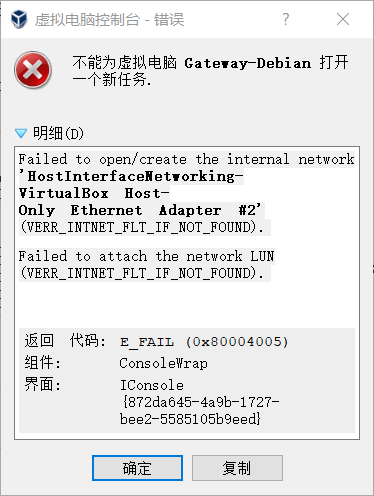 虚拟电脑控制台 - 错误
不能为虚拟电脑 Gateway-Debian 打开
一个新任务.
明细(D)
Failed to open/create the internal network
'HostInterfaceNetworking-
VirtualBox Host-
Only Ethernet Adapter #2'
(VERR_INTNET_FLT_IF_NOT_FOUND).
Failed to attach the network LUN
(VERR_INTNET_FLT_IF_NOT_FOUND).
返回 代码: E_FAIL (0x80004005)
组件: ConsoleWrap
界面: IConsole
{872da645-4a9b-1727-
bee2-5585105b9eed}
确定 复制